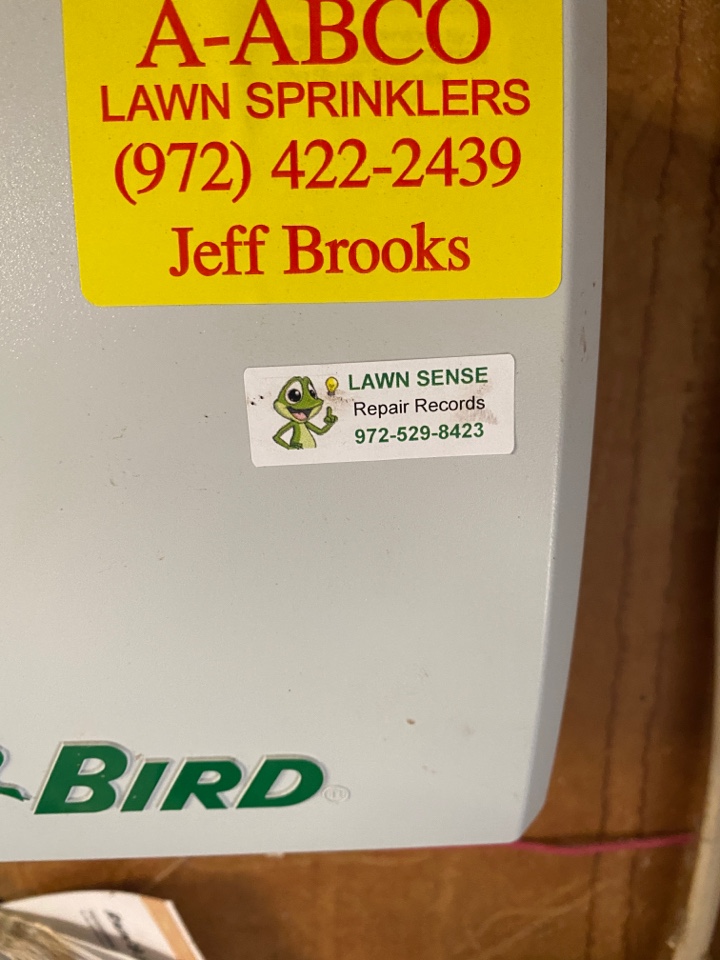 A-ABCO
LAWN SPRINKLERS
(972) 422-2439
Jeff Brooks
LAWN SENSE
Repair Records
972-529-8423
BIRD®